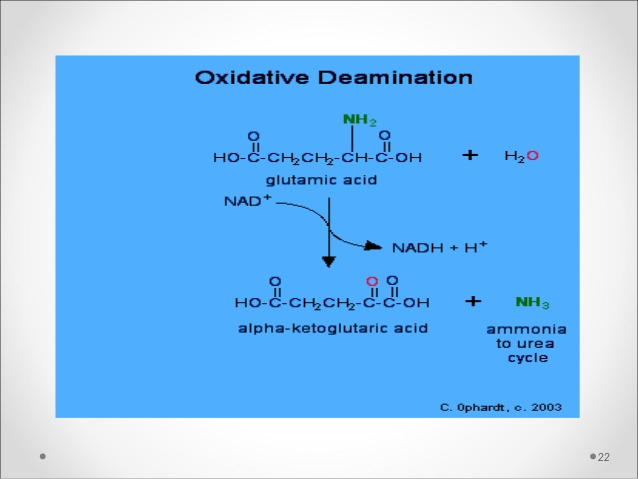 Oxidative Deamination
NH2
O O
HO-C-CH2CH2-CH-C-OH + H2O
glutamic acid
NAD+
NADH + H+
O O O
HO-C-CH2CH2-C-C-OH + NH3
alpha-ketoglutaric acid
ammonia
to urea
cycle
C. 0phardt, c. 2003
22